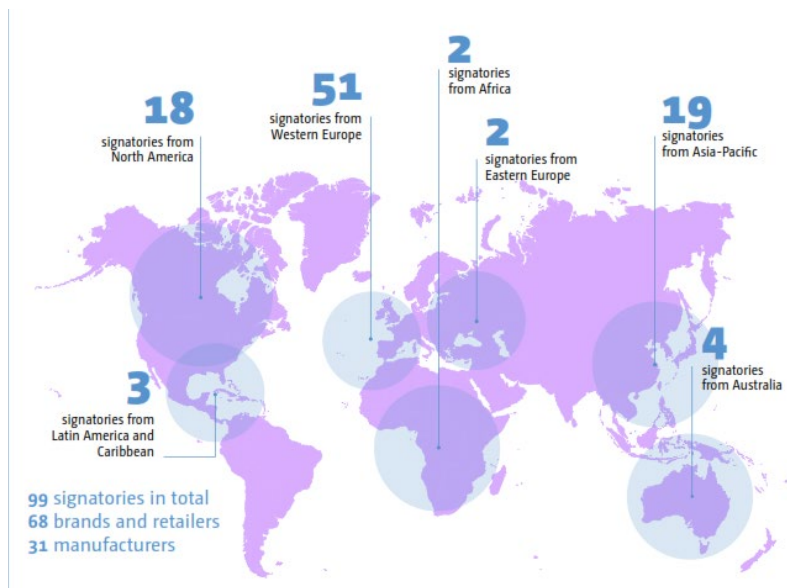 2
signatories
from Africa
51
signatories from
Western Europe
18
signatories from
North America
2
signatories from
Eastern Europe
19
signatories
from Asia-Pacific
4
signatories
from Australia
3
signatories from
Latin America and
Caribbean
99 signatories in total
68 brands and retailers
31 manufacturers